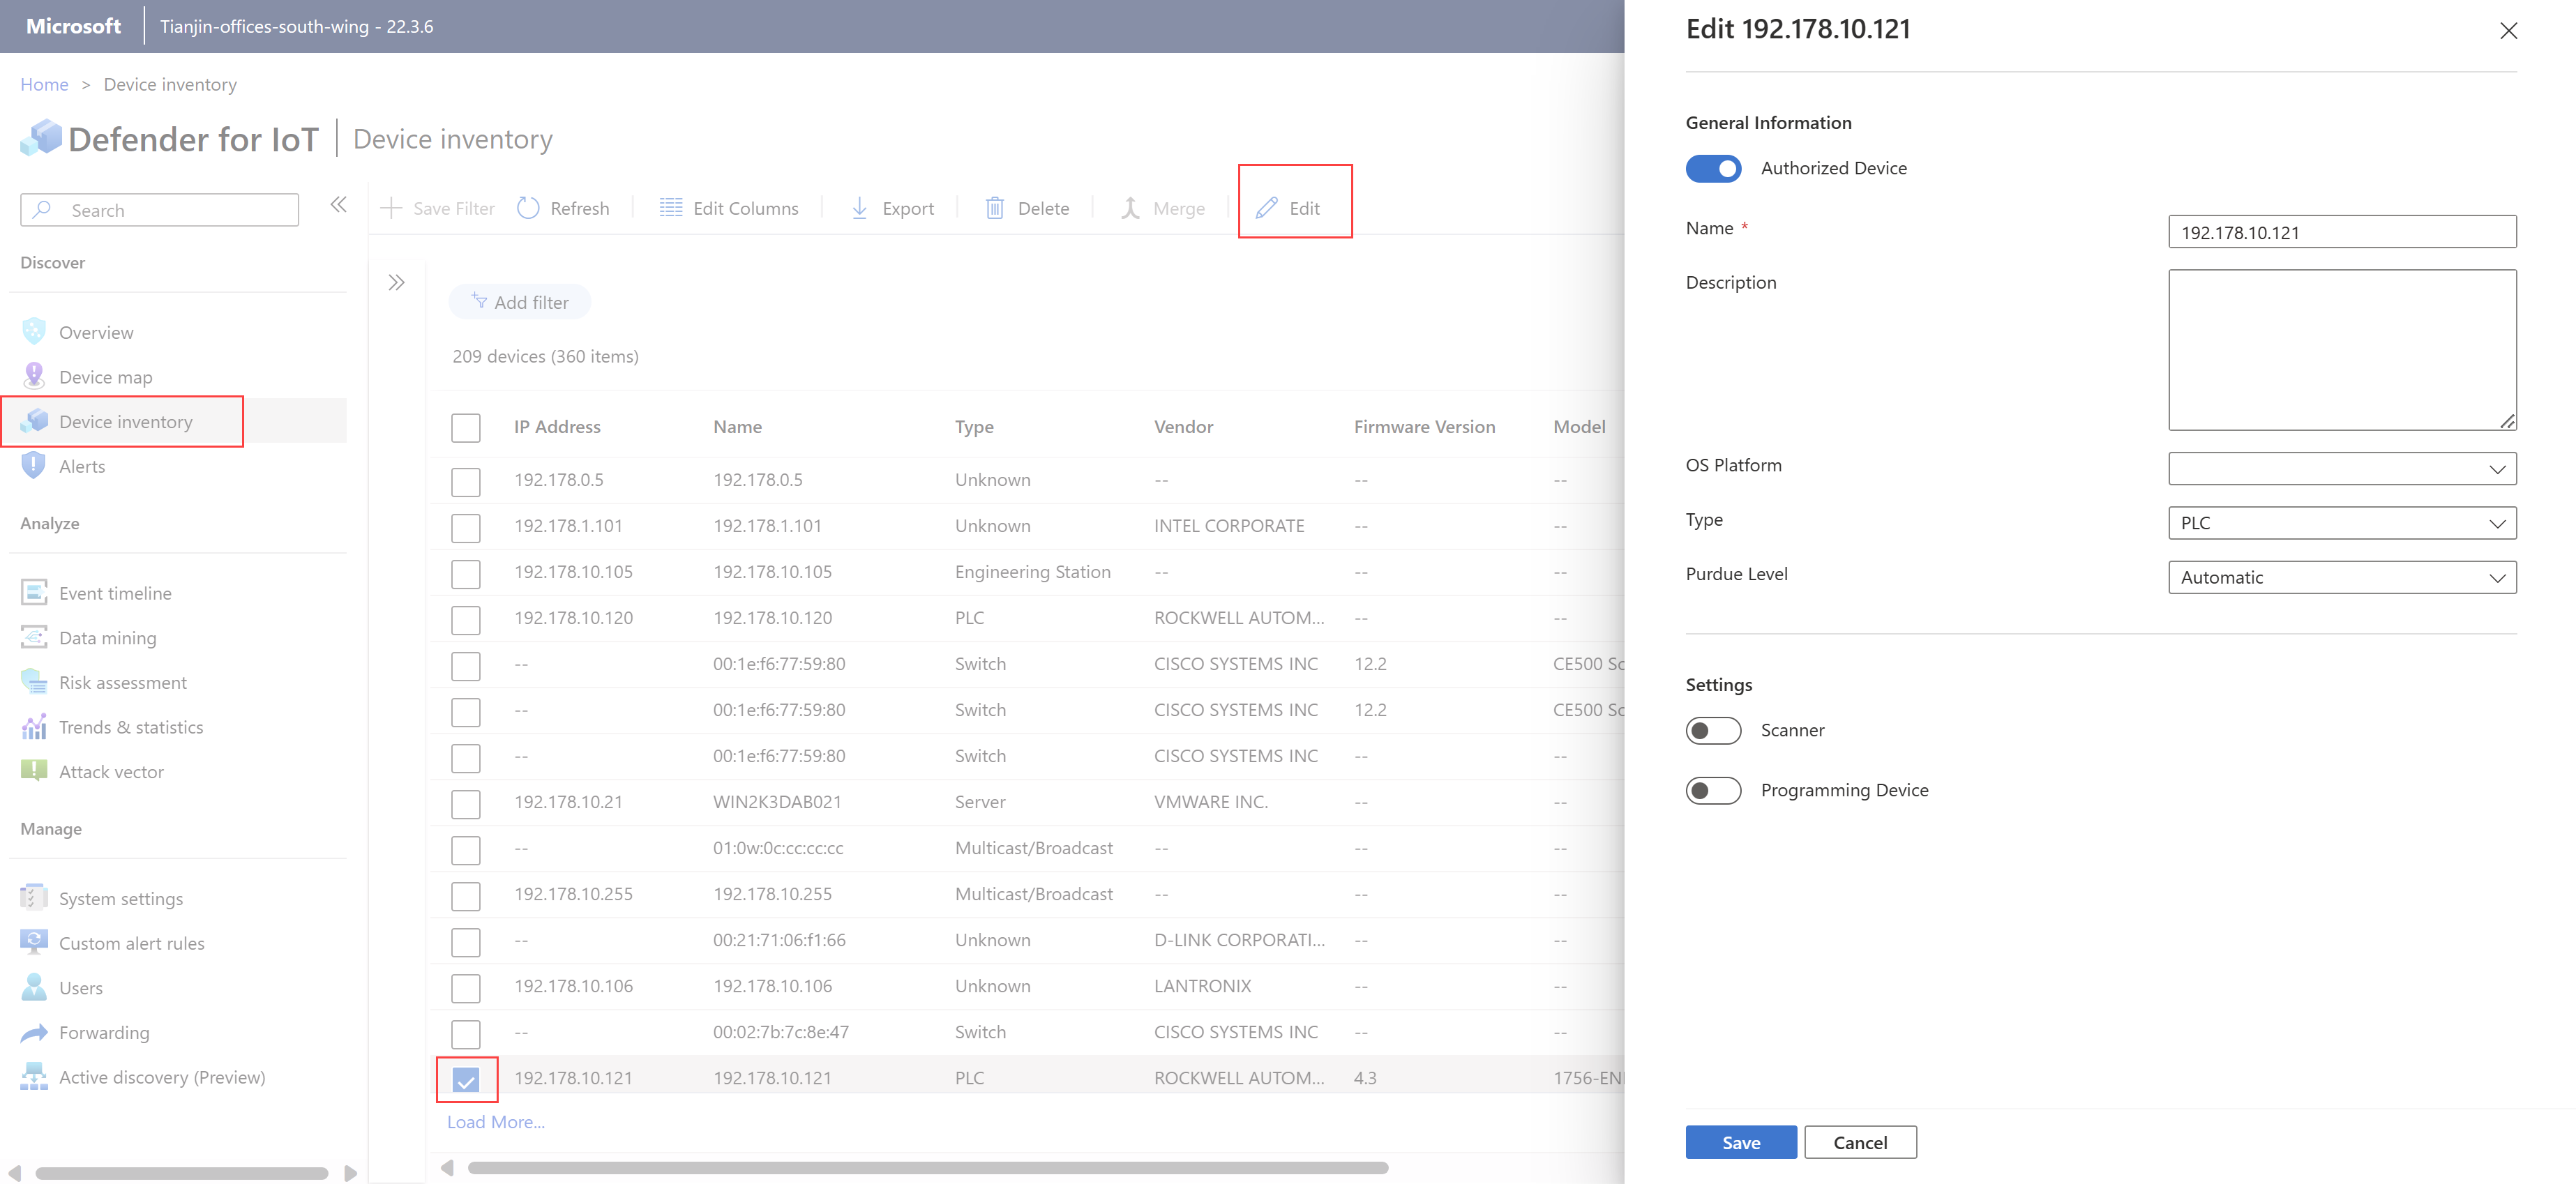 Microsoft Tianjin-offices-south-wing - 22.3.6
Home > Device inventory
Defender for IoT Device inventory
Search
Discover
Overview
Device map
Device inventory
Alerts
Analyze
Event timeline
Data mining
Risk assessment
Trends & statistics
Attack vector
Manage
System settings
Custom alert rules
Users
Forwarding
Active discovery (Preview)
Save Filter Refresh Edit Columns Export Delete Merge Edit
Add filter
209 devices (360 items)
IP Address Name Type Vendor Firmware Version Model
192.178.0.5 192.178.0.5 Unknown -- -- --
192.178.1.101 192.178.1.101 Unknown INTEL CORPORATE -- --
192.178.10.105 192.178.10.105 Engineering Station -- -- --
192.178.10.120 192.178.10.120 PLC ROCKWELL AUTOM... -- --
-- 00:1e:f6:77:59:80 Switch CISCO SYSTEMS INC 12.2 CE500
-- 00:1e:f6:77:59:80 Switch CISCO SYSTEMS INC 12.2 CE500
-- 00:1e:f6:77:59:80 Switch CISCO SYSTEMS INC -- --
192.178.10.21 WIN2K3DAB021 Server VMWARE INC. -- --
-- 01:0w:0c:cc:cc:cc Multicast/Broadcast -- -- --
192.178.10.255 192.178.10.255 Multicast/Broadcast -- -- --
-- 00:21:71:06:f1:66 Unknown D-LINK CORPORATI... -- --
192.178.10.106 192.178.10.106 Unknown LANTRONIX -- --
-- 00:02:7b:7c:8e:47 Switch CISCO SYSTEMS INC -- --
192.178.10.121 192.178.10.121 PLC ROCKWELL AUTOM... 4.3
Load More...
Edit 192.178.10.121
General Information
Authorized Device
Name * 192.178.10.121
Description
OS Platform
Type PLC
Purdue Level Automatic
Settings
Scanner
Programming Device
Save Cancel